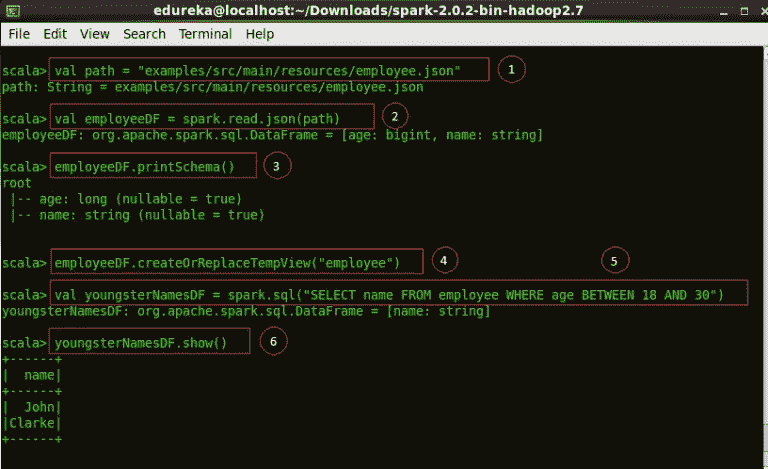 edureka@localhost:~/Downloads/spark-2.0.2-bin-hadoop2.7
File Edit View Search Terminal Help
scala> val path = "examples/src/main/resources/employee.json" 1
path: String = examples/src/main/resources/employee.json
scala> val employeeDF = spark.read.json(path) 2
employeeDF: org.apache.spark.sql.DataFrame = [age: bigint, name: string]
scala> employeeDF.printSchema() 3
root
 |-- age: long (nullable = true)
 |-- name: string (nullable = true)
scala> employeeDF.createOrReplaceTempView("employee") 4 5
scala> val youngsterNamesDF = spark.sql("SELECT name FROM employee WHERE age BETWEEN 18 AND 30")
youngsterNamesDF: org.apache.spark.sql.DataFrame = [name: string]
scala> youngsterNamesDF.show() 6
+------+
|  name|
+------+
|  John|
|Clarke|
+------+